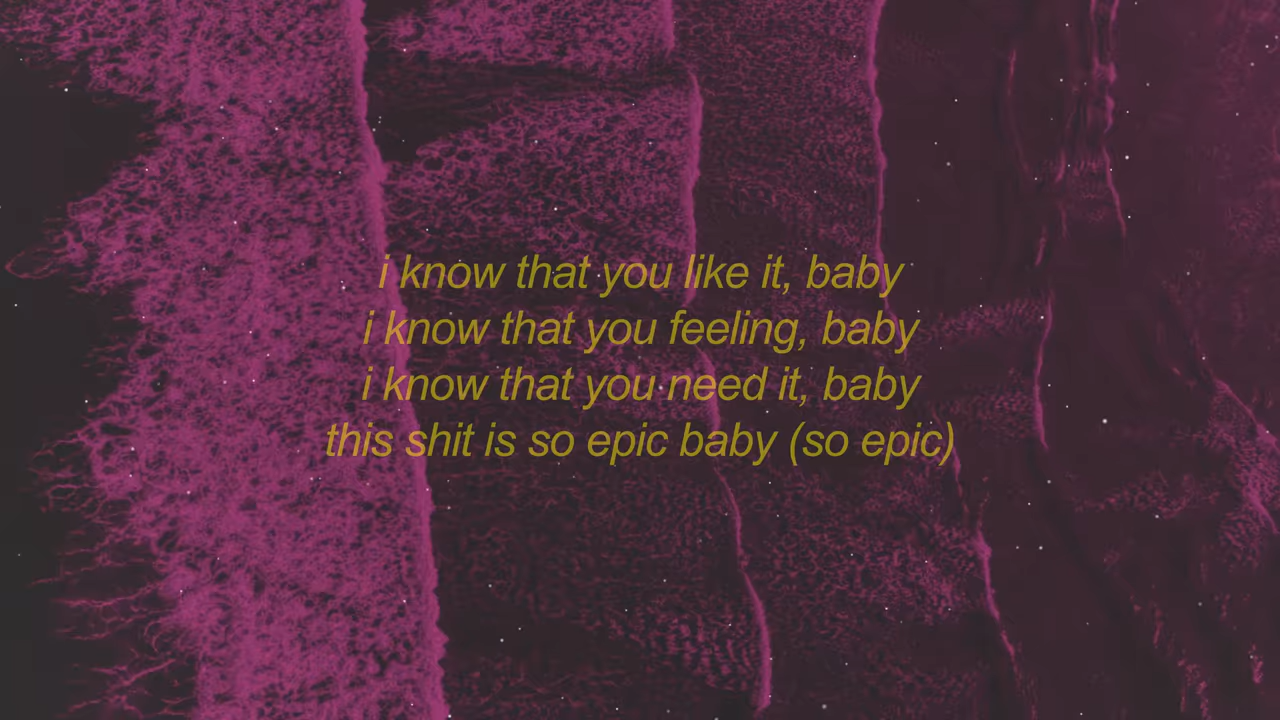 i know that you like it, baby
i know that you feeling, baby
i know that you need it, baby
this shit is so epic baby (so epic)